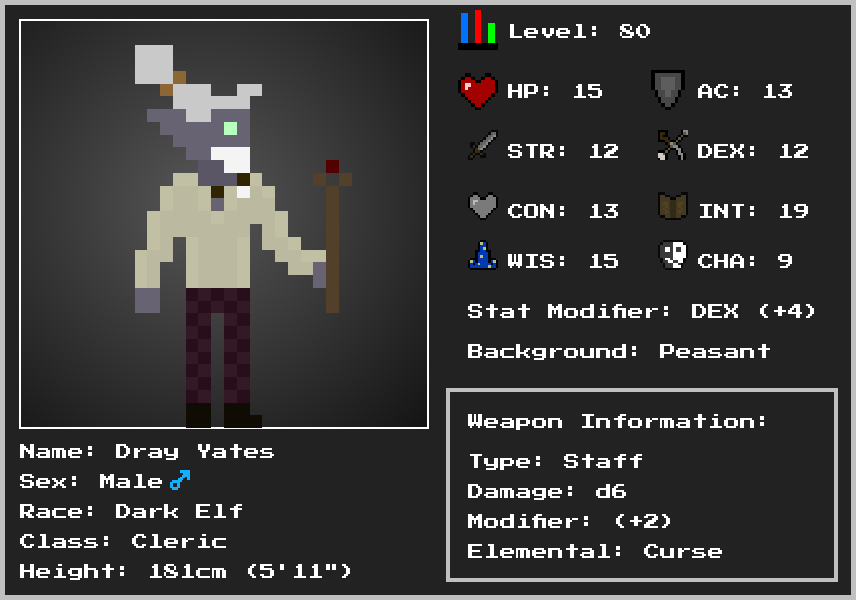 Level: 80
HP: 15
AC: 13
STR: 12
DEX: 12
CON: 13
INT: 19
WIS: 15
CHA: 9
Stat Modifier: DEX (+4)
Background: Peasant
Weapon Information:
Type: Staff
Damage: d6
Modifier: (+2)
Elemental: Curse
Name: Dray Yates
Sex: Male♂
Race: Dark Elf
Class: Cleric
Height: 181cm (5'11")